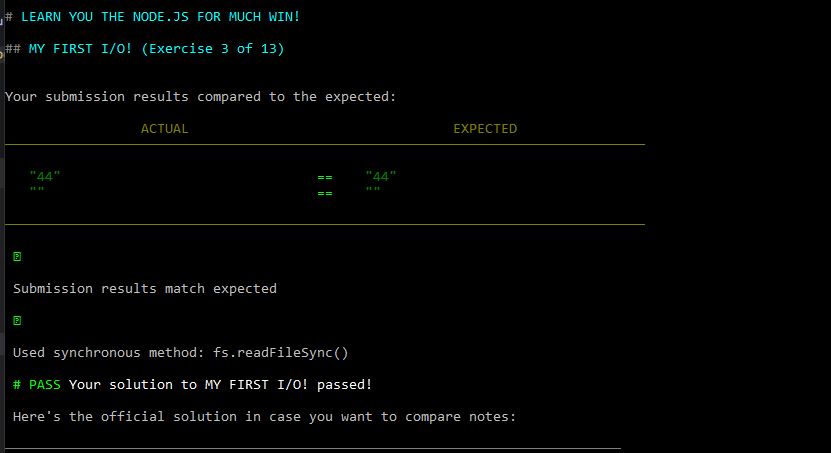 # LEARN YOU THE NODE.JS FOR MUCH WIN!
## MY FIRST I/O! (Exercise 3 of 13)
Your submission results compared to the expected:
ACTUAL EXPECTED
"44" == "44"
"" == ""
Submission results match expected
Used synchronous method: fs.readFileSync()
# PASS Your solution to MY FIRST I/O! passed!
Here's the official solution in case you want to compare notes: